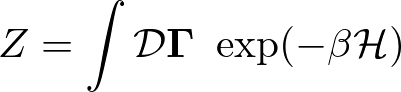 Z = ∫ 𝒟𝚪 exp(−βℋ)